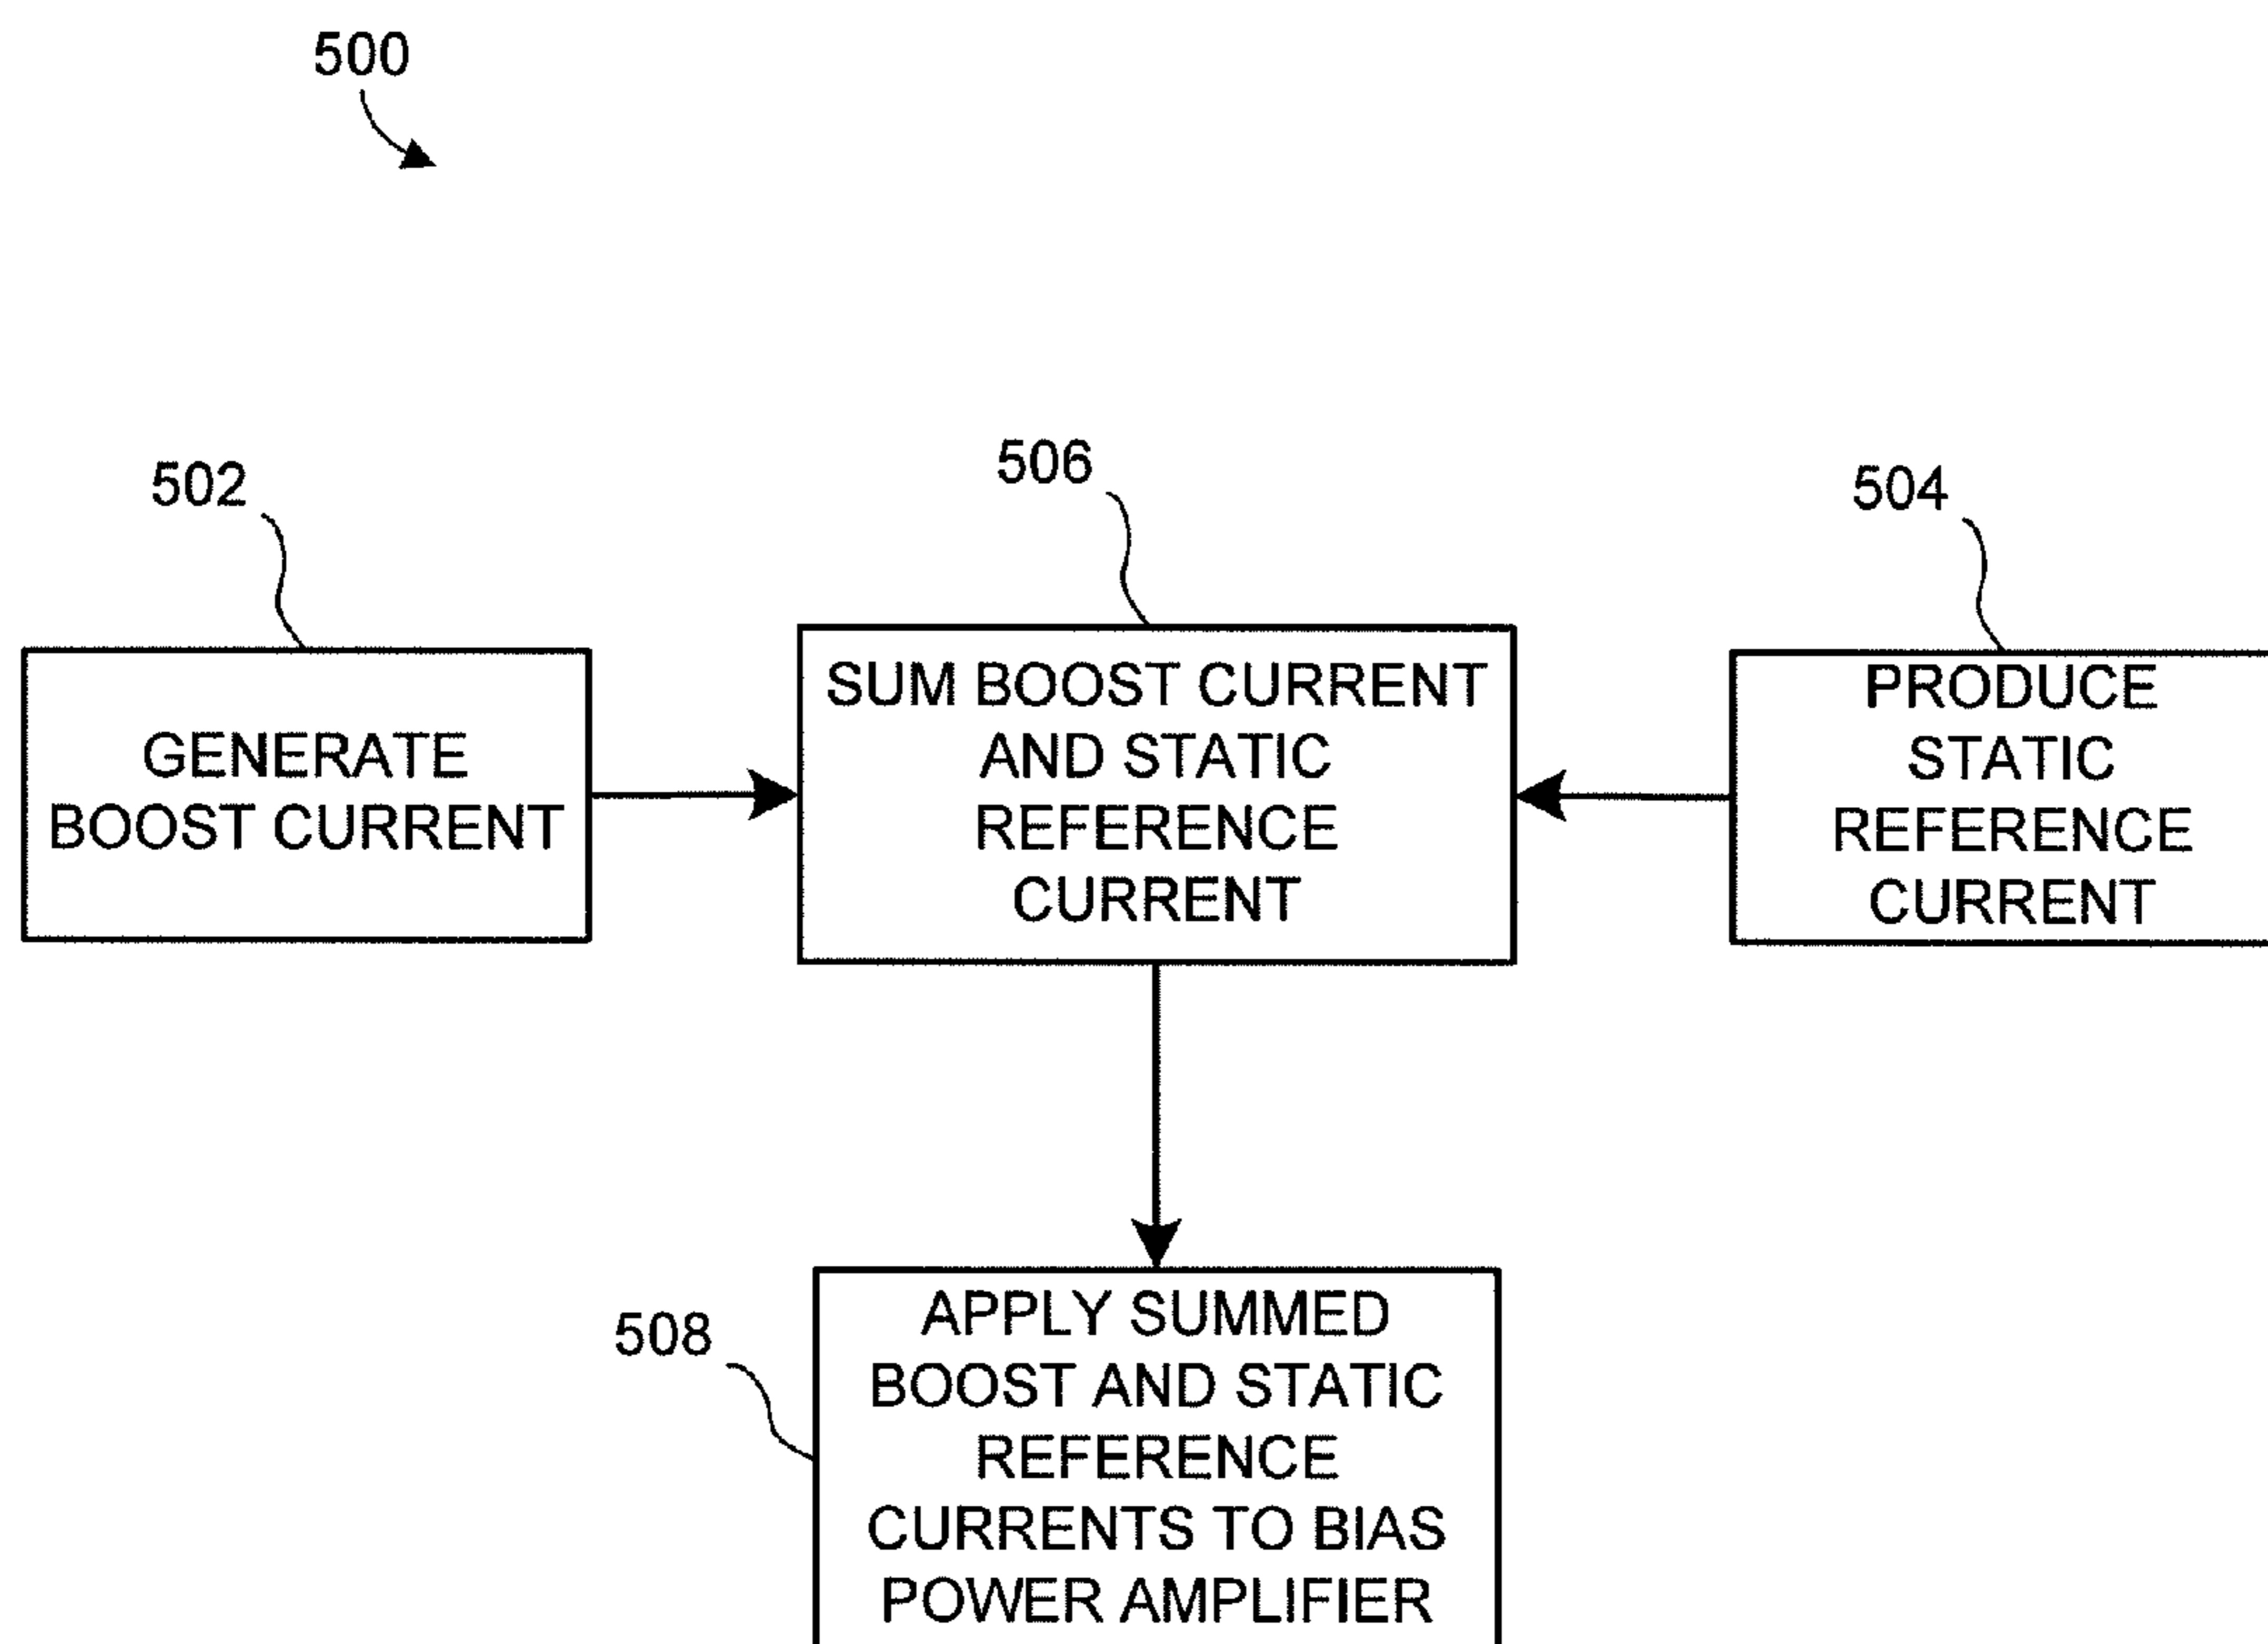 500
502
506
504
GENERATE
BOOST CURRENT
SUM BOOST CURRENT
AND STATIC
REFERENCE
CURRENT
PRODUCE
STATIC
REFERENCE
CURRENT
508
APPLY SUMMED
BOOST AND STATIC
REFERENCE
CURRENTS TO BIAS
POWER AMPLIFIER